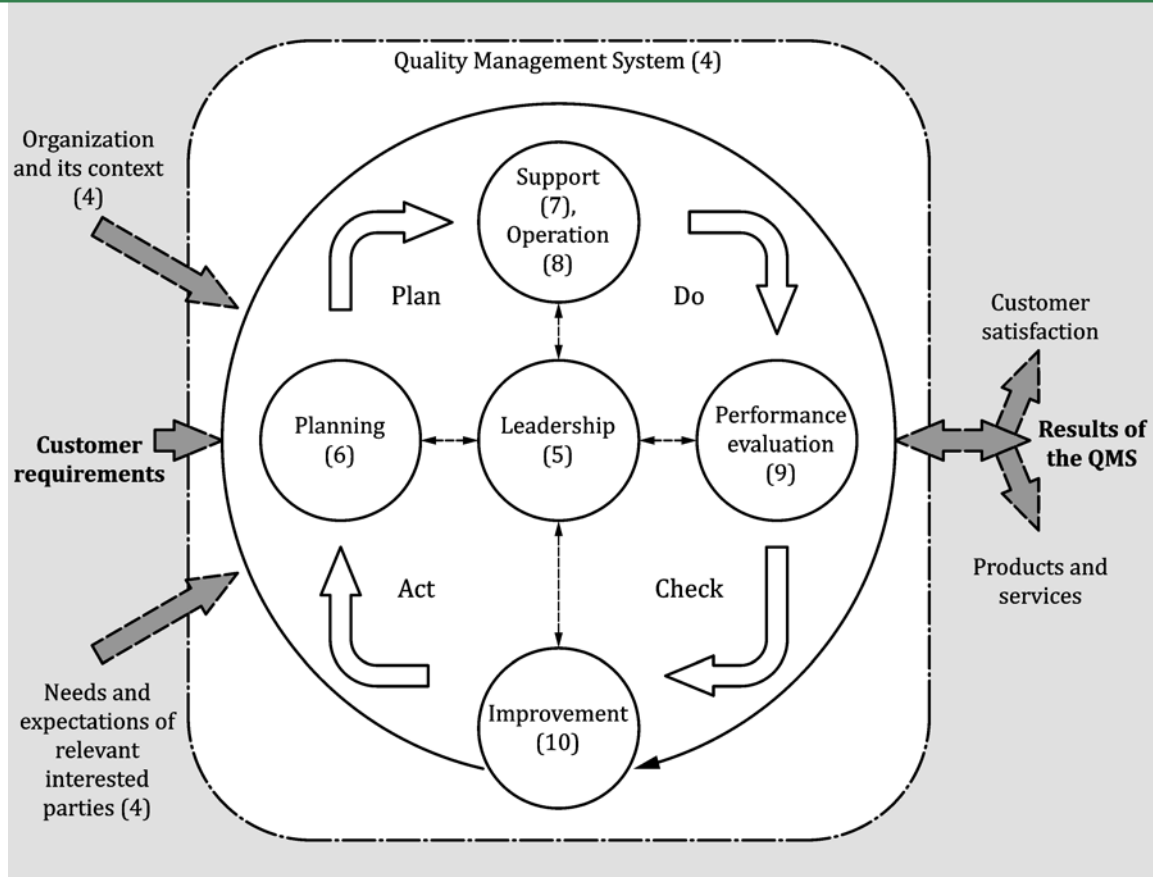 Quality Management System (4)
Organization
and its context
(4)
Support
(7),
Operation
(8)
Plan
Do
Customer
satisfaction
Customer
requirements
Planning
(6)
Leadership
(5)
Performance
evaluation
(9)
Results of
the QMS
Act
Check
Products and
services
Needs and
expectations of
relevant
interested
parties (4)
Improvement
(10)